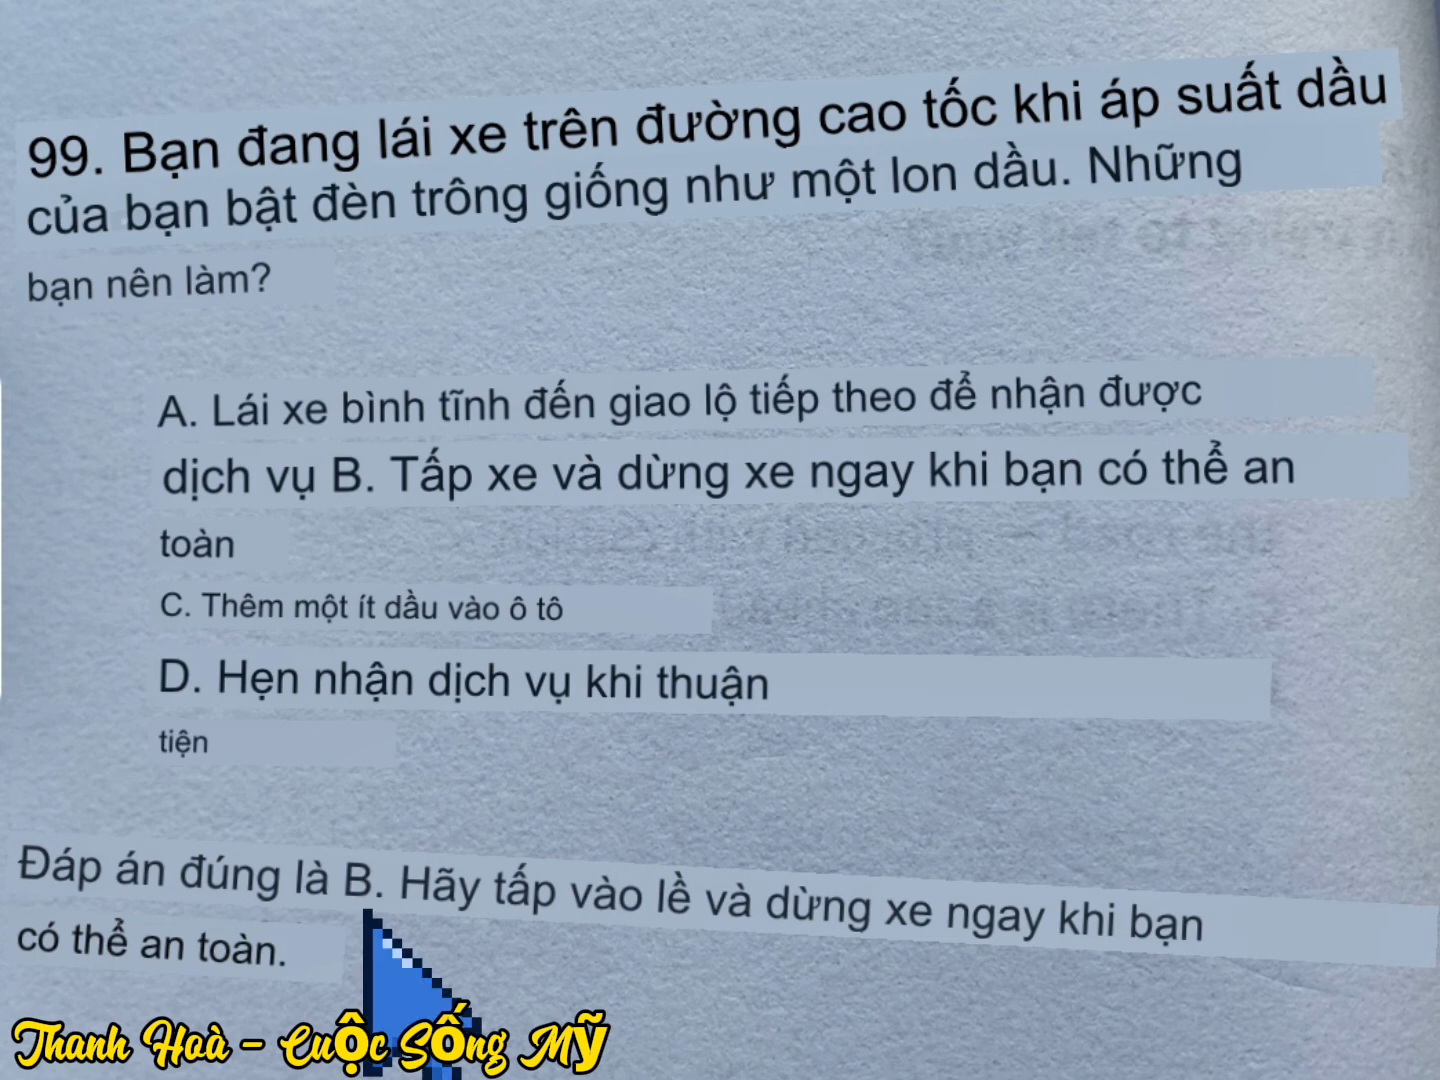 99. Bạn đang lái xe trên đường cao tốc khi áp suất dầu
của bạn bật đèn trông giống như một lon dầu. Những
bạn nên làm?
A. Lái xe bình tĩnh đến giao lộ tiếp theo để nhận được
dịch vụ B. Tấp xe và dừng xe ngay khi bạn có thể an
toàn
C. Thêm một ít dầu vào ô tô
D. Hẹn nhận dịch vụ khi thuận
tiện
Đáp án đúng là B. Hãy tấp vào lề và dừng xe ngay khi bạn
có thể an toàn.
Thanh Hoà - Cuộc Sống Mỹ